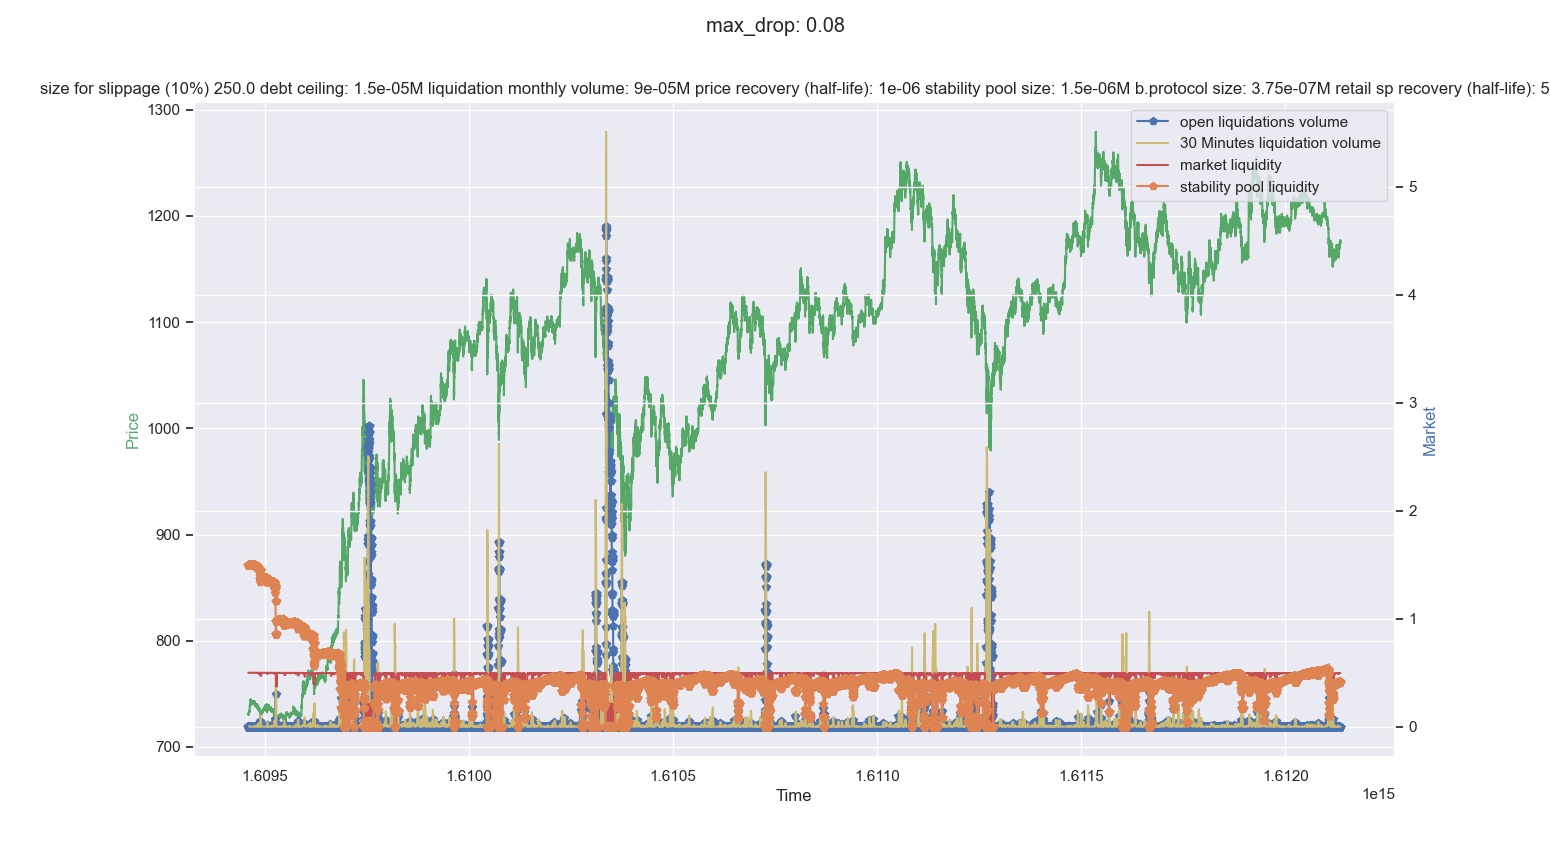 max_drop: 0.08
size for slippage (10%) 250.0 debt ceiling: 1.5e-05M liquidation monthly volume: 9e-05M price recovery (half-life): 1e-06 stability pool size: 1.5e-06M b.protocol size: 3.75e-07M retail sp recovery (half-life): 5
1300
1200
1100
1000
900
800
700
Price
open liquidations volume
30 Minutes liquidation volume
market liquidity
stability pool liquidity
5
4
3
2
1
0
Market
1.6095 1.6100 1.6105 1.6110 1.6115 1.6120
Time
1e15